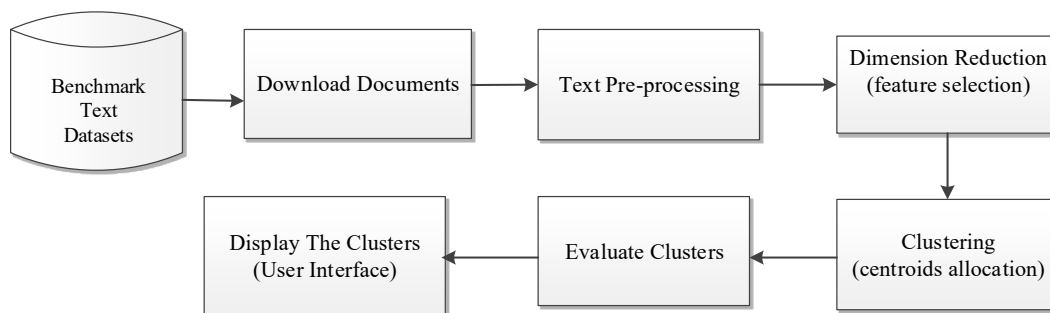 Benchmark
Text
Datasets
Download Documents
Text Pre-processing
Dimension Reduction
(feature selection)
Clustering
(centroids allocation)
Evaluate Clusters
Display The Clusters
(User Interface)